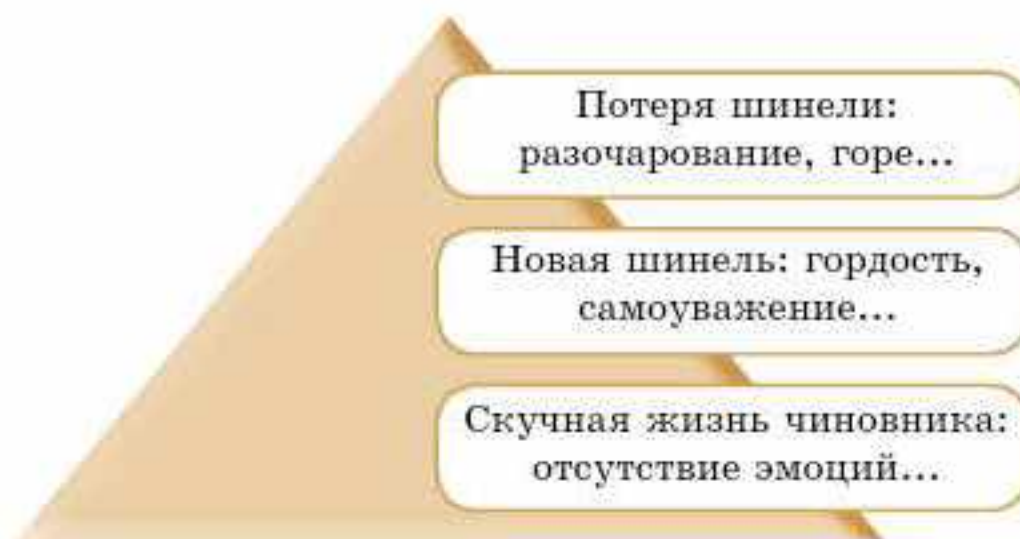 Потеря шинели:
разочарование, горе...
Новая шинель: гордость,
самоуважение...
Скучная жизнь чиновника:
отсутствие эмоций...